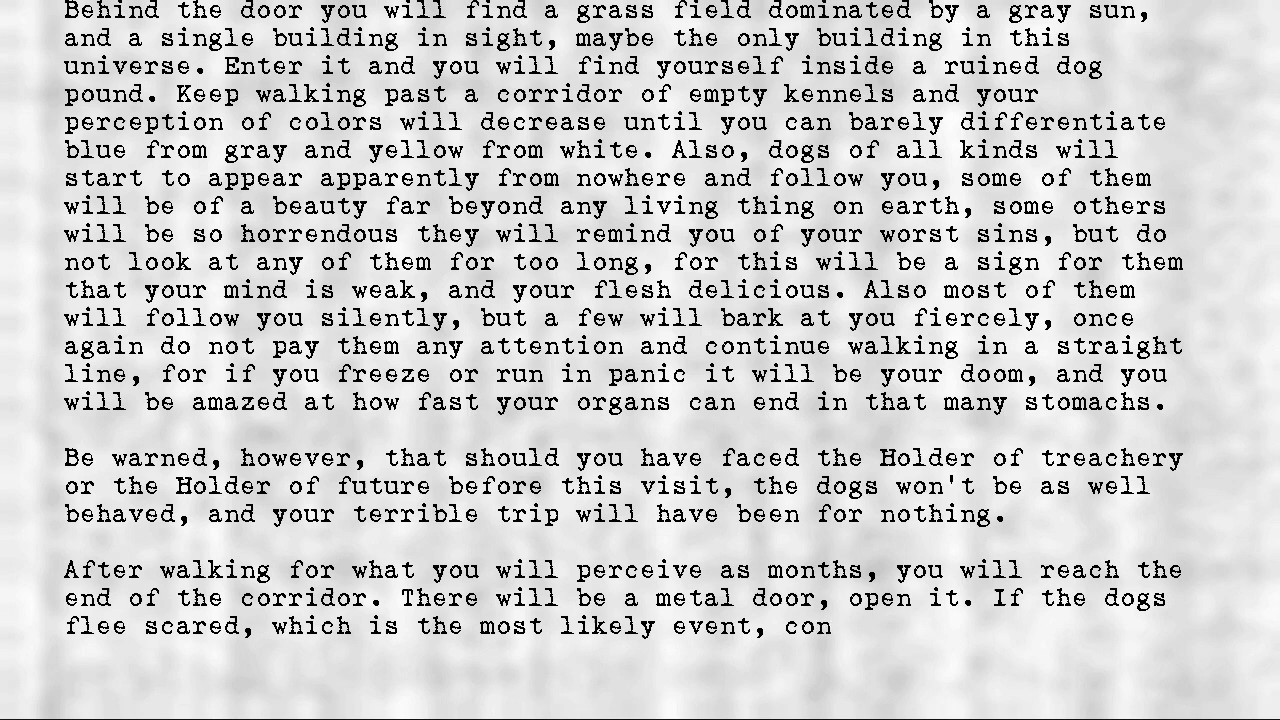 Behind the door you will find a grass field dominated by a gray sun,
and a single building in sight, maybe the only building in this
universe. Enter it and you will find yourself inside a ruined dog
pound. Keep walking past a corridor of empty kennels and your
perception of colors will decrease until you can barely differentiate
blue from gray and yellow from white. Also, dogs of all kinds will
start to appear apparently from nowhere and follow you, some of them
will be of a beauty far beyond any living thing on earth, some others
will be so horrendous they will remind you of your worst sins, but do
not look at any of them for too long, for this will be a sign for them
that your mind is weak, and your flesh delicious. Also most of them
will follow you silently, but a few will bark at you fiercely, once
again do not pay them any attention and continue walking in a straight
line, for if you freeze or run in panic it will be your doom, and you
will be amazed at how fast your organs can end in that many stomachs.

Be warned, however, that should you have faced the Holder of treachery
or the Holder of future before this visit, the dogs won't be as well
behaved, and your terrible trip will have been for nothing.

After walking for what you will perceive as months, you will reach the
end of the corridor. There will be a metal door, open it. If the dogs
flee scared, which is the most likely event, con